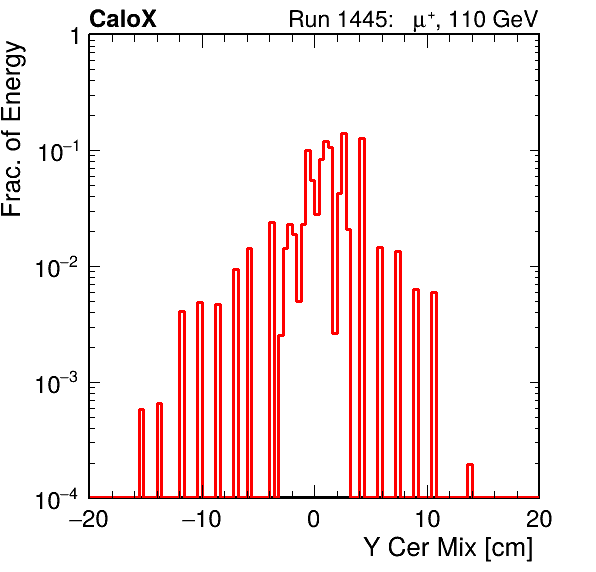 CaloX Run 1445: μ⁺, 110 GeV
Frac. of Energy
1
10⁻¹
10⁻²
10⁻³
10⁻⁴
−20 −10 0 10 20
Y Cer Mix [cm]